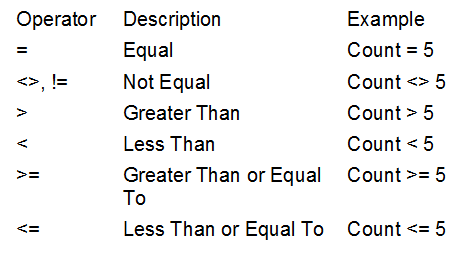 Operator Description Example
= Equal Count = 5
<>, != Not Equal Count <> 5
> Greater Than Count > 5
< Less Than Count < 5
>= Greater Than or Equal Count >= 5
To
<= Less Than or Equal To Count <= 5